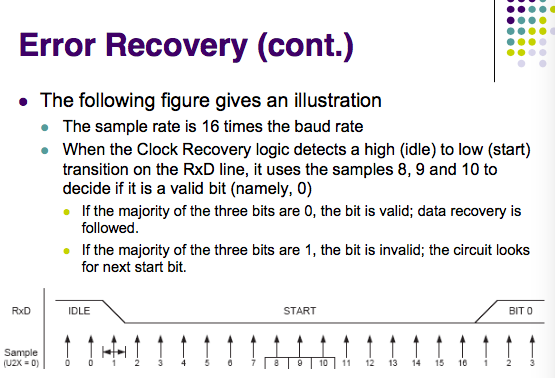 Error Recovery (cont.)
The following figure gives an illustration
The sample rate is 16 times the baud rate
When the Clock Recovery logic detects a high (idle) to low (start)
transition on the RxD line, it uses the samples 8, 9 and 10 to
decide if it is a valid bit (namely, 0)
If the majority of the three bits are 0, the bit is valid; data recovery is
followed.
If the majority of the three bits are 1, the bit is invalid; the circuit looks
for next start bit.
RxD IDLE START BIT 0
Sample
(U2X = 0) 0 0 1 2 3 4 5 6 7 8 9 10 11 12 13 14 15 16 1 2 3